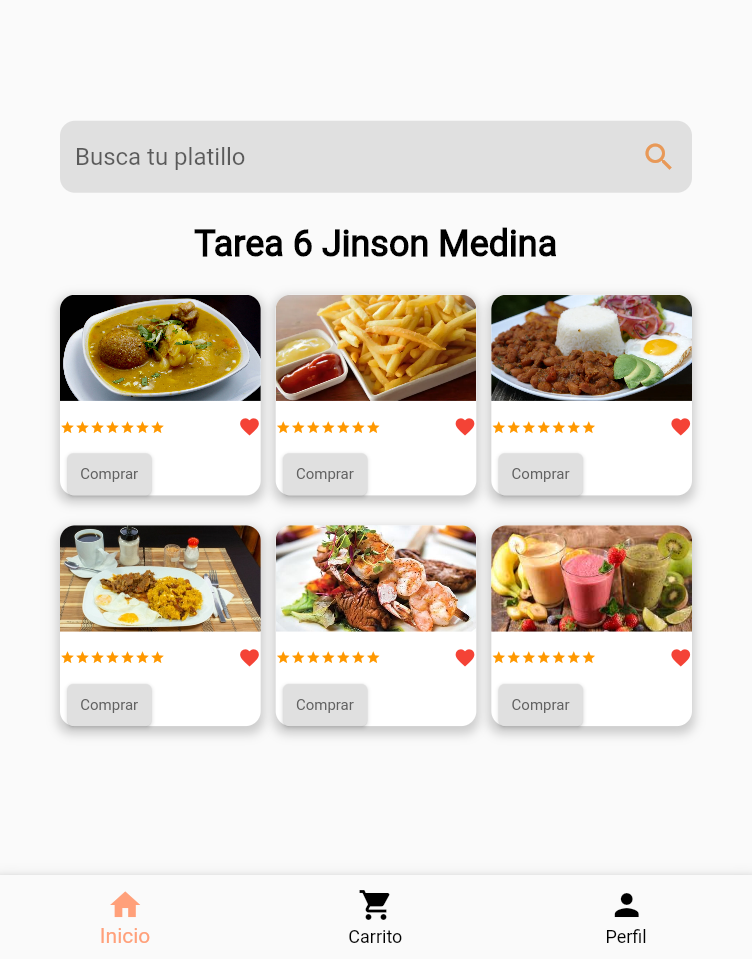 Busca tu platillo
Tarea 6 Jinson Medina
Comprar
Comprar
Comprar
Comprar
Comprar
Comprar
Inicio
Carrito
Perfil